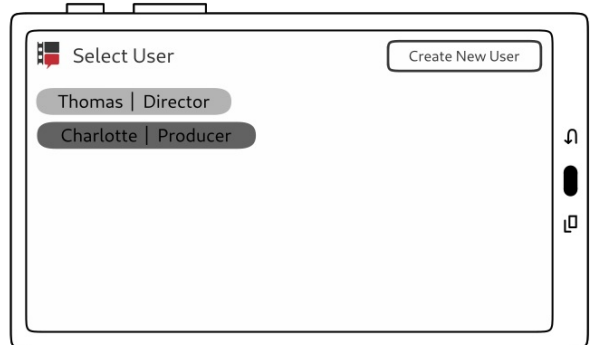 Select User
Create New User
Thomas | Director
Charlotte | Producer